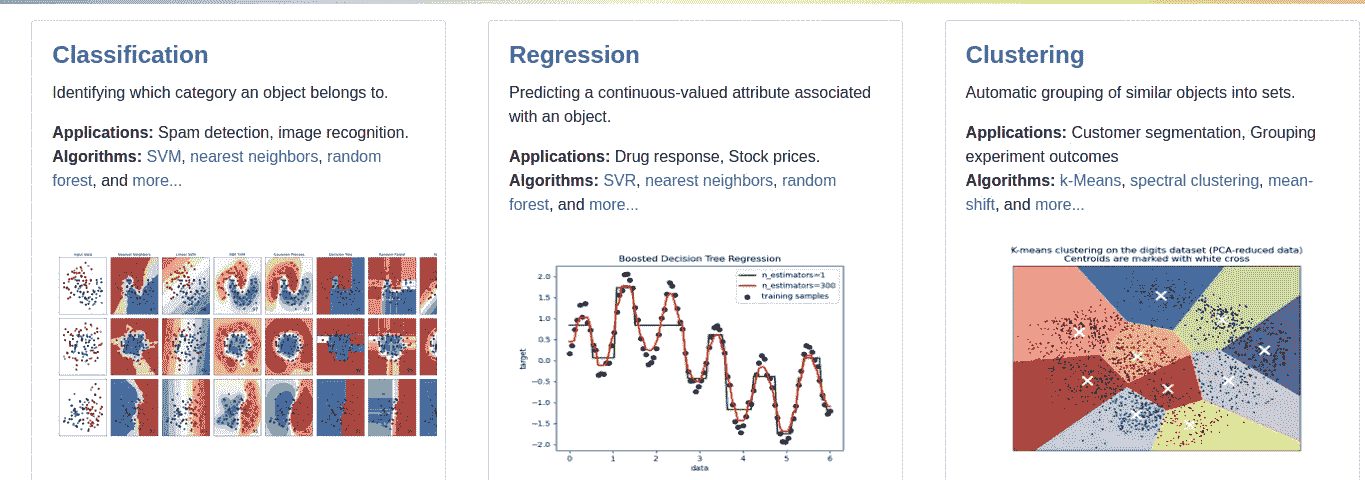 Classification
Identifying which category an object belongs to.
Applications: Spam detection, image recognition.
Algorithms: SVM, nearest neighbors, random
forest, and more...
Input data
Nearest Neighbors
Linear SVM
RBF SVM
Gaussian Process
Decision Tree
Random Forest
Regression
Predicting a continuous-valued attribute associated
with an object.
Applications: Drug response, Stock prices.
Algorithms: SVR, nearest neighbors, random
forest, and more...
Boosted Decision Tree Regression
n_estimators=1
n_estimators=300
training samples
target
2.0
1.5
1.0
0.5
0.0
−0.5
−1.0
−1.5
−2.0
0 1 2 3 4 5 6
data
Clustering
Automatic grouping of similar objects into sets.
Applications: Customer segmentation, Grouping
experiment outcomes
Algorithms: k-Means, spectral clustering, mean-
shift, and more...
K-means clustering on the digits dataset (PCA-reduced data)
Centroids are marked with white cross